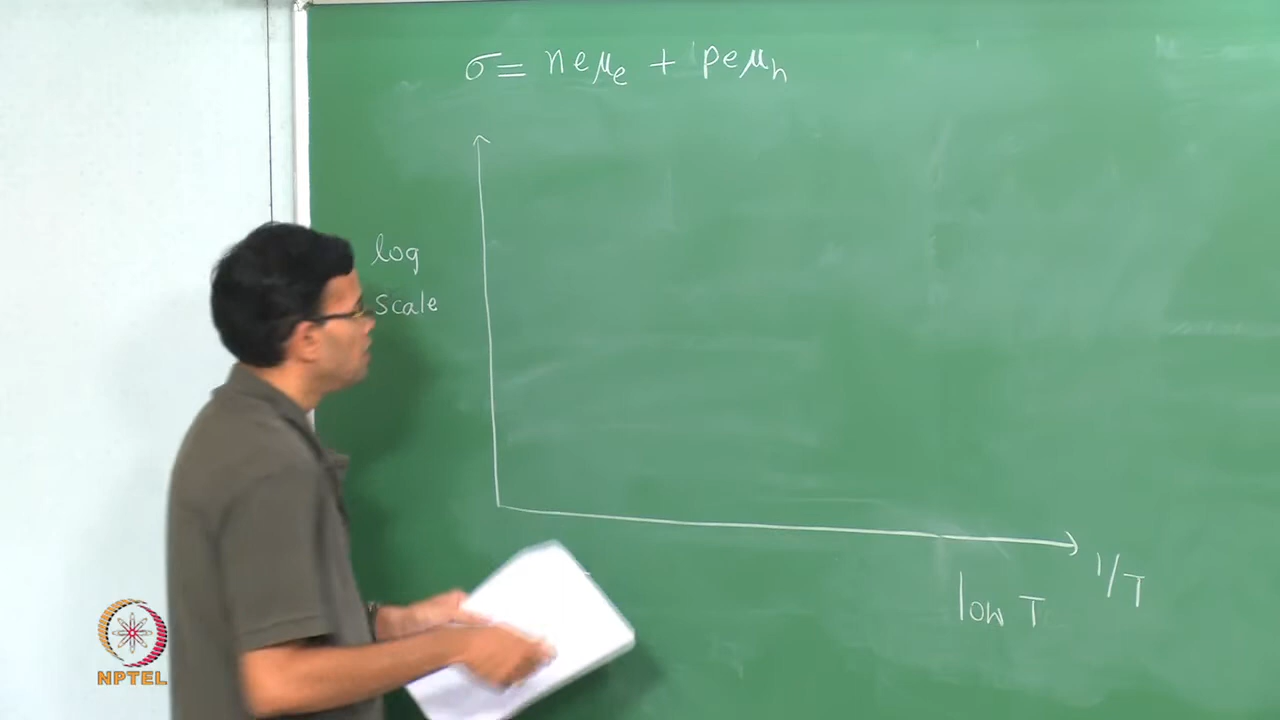 σ = neμₑ + peμₕ
log
scale
1/T
low T
NPTEL